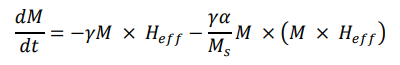 dM/dt = −γM × H_eff − γα/M_s M × (M × H_eff)